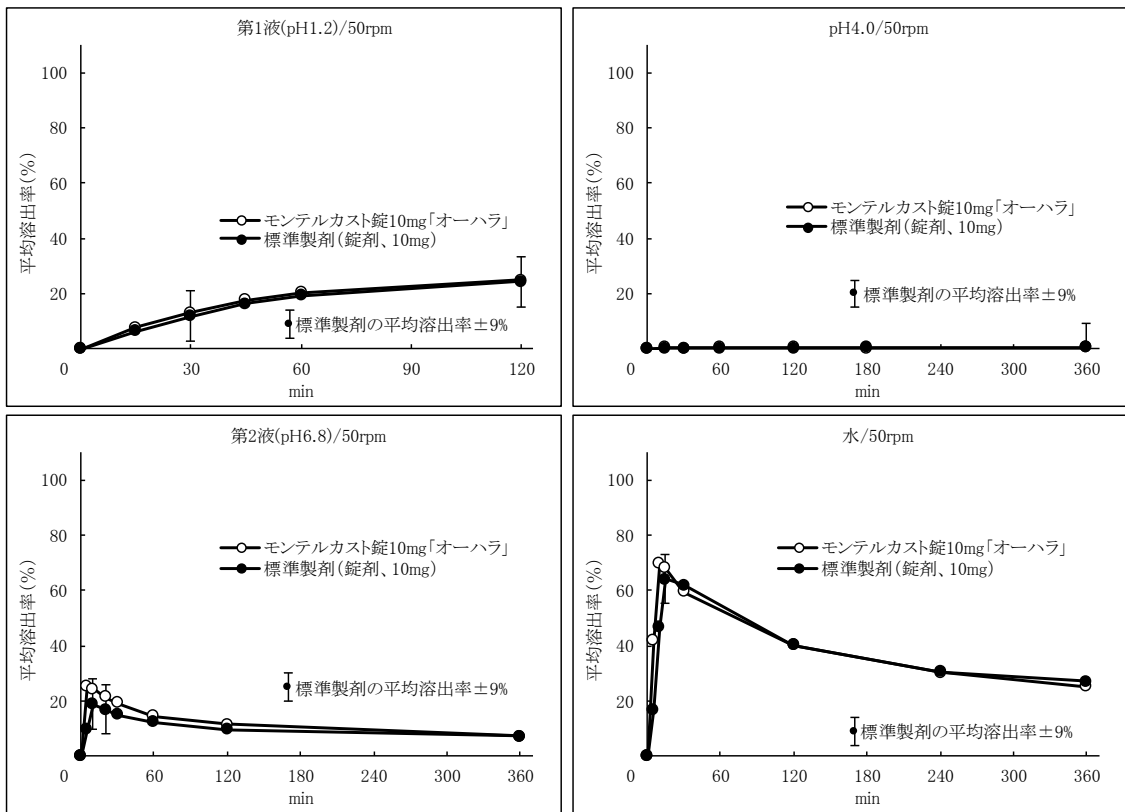 第1液(pH1.2)/50rpm
100
80
60
40
20
平均溶出率(%)
モンテルカスト錠10mg「オーハラ」
標準製剤(錠剤、10mg)
標準製剤の平均溶出率±9%
0 30 60 90 120
min
pH4.0/50rpm
100
80
60
40
20
平均溶出率(%)
モンテルカスト錠10mg「オーハラ」
標準製剤(錠剤、10mg)
標準製剤の平均溶出率±9%
0 60 120 180 240 300 360
min
第2液(pH6.8)/50rpm
100
80
60
40
20
平均溶出率(%)
モンテルカスト錠10mg「オーハラ」
標準製剤(錠剤、10mg)
標準製剤の平均溶出率±9%
0 60 120 180 240 300 360
min
水/50rpm
100
80
60
40
20
平均溶出率(%)
モンテルカスト錠10mg「オーハラ」
標準製剤(錠剤、10mg)
標準製剤の平均溶出率±9%
0 60 120 180 240 300 360
min